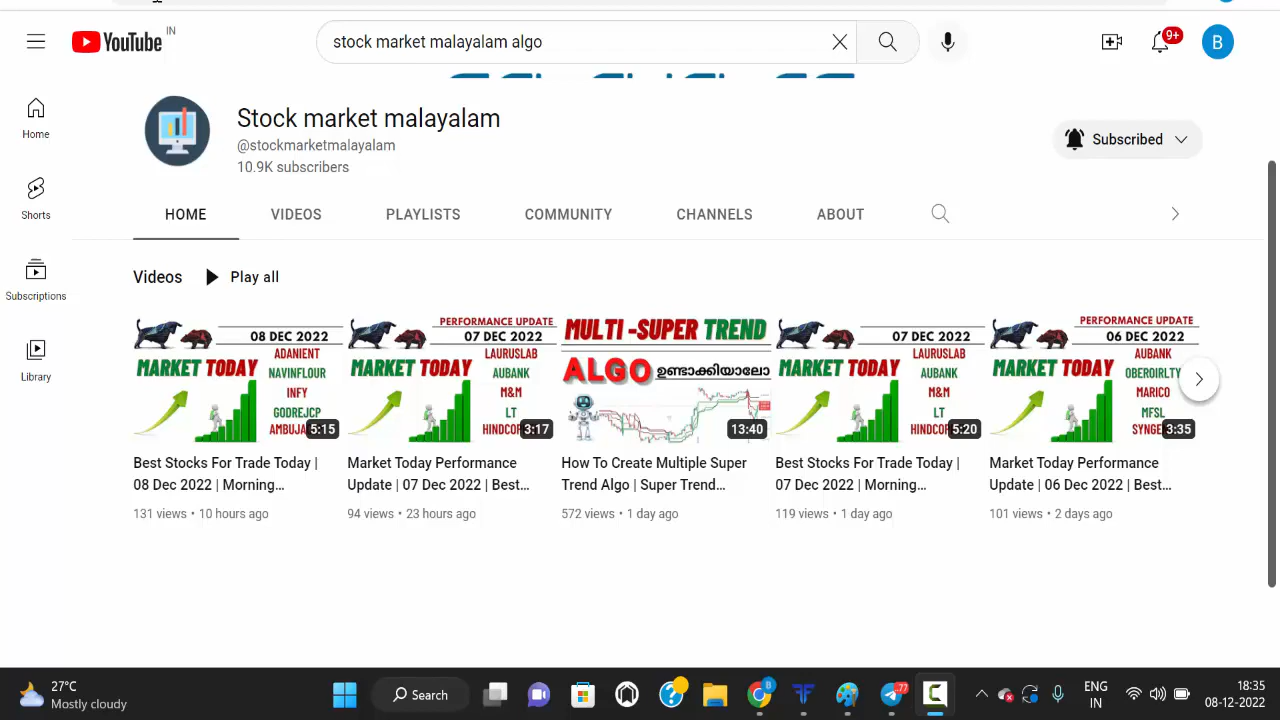 YouTube IN
stock market malayalam algo
9+
B
Home
Shorts
Subscriptions
Library
Stock market malayalam
@stockmarketmalayalam
10.9K subscribers
Subscribed
HOME VIDEOS PLAYLISTS COMMUNITY CHANNELS ABOUT
Videos Play all
08 DEC 2022
MARKET TODAY
ADANIENT
NAVINFLOUR
INFY
GODREJCP
AMBUJA
5:15
Best Stocks For Trade Today |
08 Dec 2022 | Morning...
131 views • 10 hours ago
PERFORMANCE UPDATE
07 DEC 2022
MARKET TODAY
LAURUSLAB
AUBANK
M&M
LT
HINDCOP
3:17
Market Today Performance
Update | 07 Dec 2022 | Best...
94 views • 23 hours ago
MULTI -SUPER TREND
ALGO ഉണ്ടാക്കിയാലോ
13:40
How To Create Multiple Super
Trend Algo | Super Trend...
572 views • 1 day ago
07 DEC 2022
MARKET TODAY
LAURUSLAB
AUBANK
M&M
LT
HINDCOP
5:20
Best Stocks For Trade Today |
07 Dec 2022 | Morning...
119 views • 1 day ago
PERFORMANCE UPDATE
06 DEC 2022
MARKET TODAY
AUBANK
OBEROIRLTY
MARICO
MFSL
SYNGE
3:35
Market Today Performance
Update | 06 Dec 2022 | Best...
101 views • 2 days ago
27°C
Mostly cloudy
Search
B
77
ENG
IN
18:35
08-12-2022